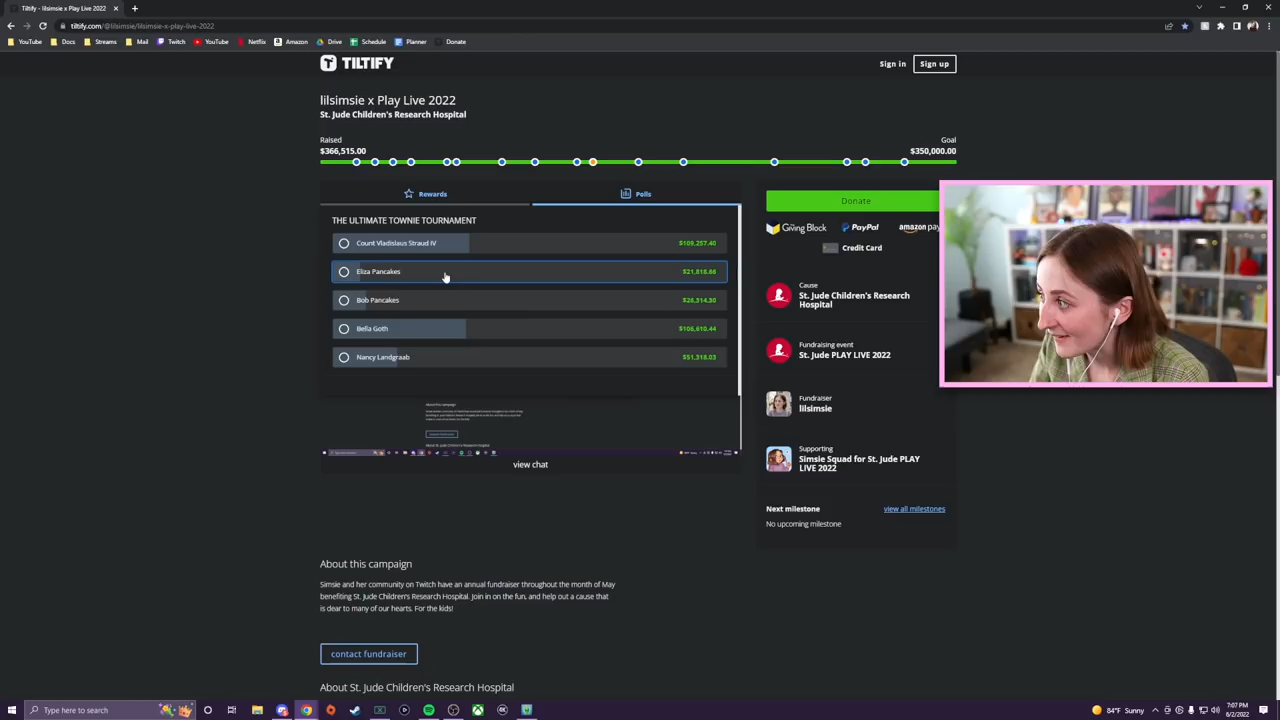 Tiltify - lilsimsie x Play Live 2022
tiltify.com/@lilsimsie/lilsimsie-x-play-live-2022
YouTube Docs Streams Mail Twitch YouTube Netflix Amazon Drive Schedule Planner Donate
TILTIFY
Sign in Sign up
lilsimsie x Play Live 2022
St. Jude Children's Research Hospital
Raised Goal
$366,515.00 $350,000.00
Rewards Polls
THE ULTIMATE TOWNIE TOURNAMENT
Count Vladislaus Straud IV $109,257.40
Eliza Pancakes $21,818.66
Bob Pancakes $26,314.30
Bella Goth $106,610.44
Nancy Landgraab $51,318.03
view chat
Donate
Giving Block PayPal amazon pay
Credit Card
Cause
St. Jude Children's Research
Hospital
Fundraising event
St. Jude PLAY LIVE 2022
Fundraiser
lilsimsie
Supporting
Simsie Squad for St. Jude PLAY
LIVE 2022
Next milestone view all milestones
No upcoming milestone
About this campaign
Simsie and her community on Twitch have an annual fundraiser throughout the month of May
benefiting St. Jude Children's Research Hospital. Join in on the fun, and help out a cause that
is dear to many of our hearts. For the kids!
contact fundraiser
About St. Jude Children's Research Hospital
Type here to search
84°F Sunny
7:07 PM
6/2/2022